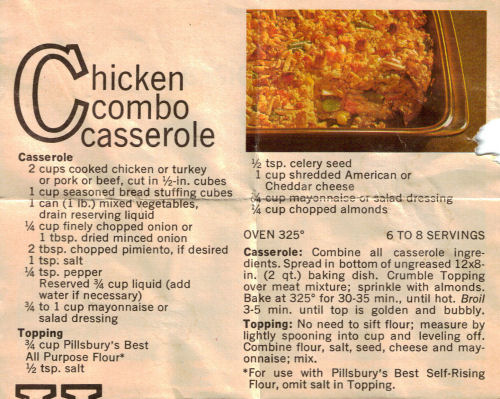 Chicken
combo
casserole
Casserole
2 cups cooked chicken or turkey
or pork or beef, cut in ½-in. cubes
1 cup seasoned bread stuffing cubes
1 can (1 lb.) mixed vegetables,
drain reserving liquid
¼ cup finely chopped onion or
1 tbsp. dried minced onion
2 tbsp. chopped pimiento, if desired
1 tsp. salt
¼ tsp. pepper
Reserved ¾ cup liquid (add
water if necessary)
¾ to 1 cup mayonnaise or
salad dressing
Topping
¾ cup Pillsbury's Best
All Purpose Flour*
½ tsp. salt
½ tsp. celery seed
1 cup shredded American or
Cheddar cheese
¾ cup mayonnaise or salad dressing
¼ cup chopped almonds
OVEN 325° 6 TO 8 SERVINGS
Casserole: Combine all casserole ingre-
dients. Spread in bottom of ungreased 12x8-
in. (2 qt.) baking dish. Crumble Topping
over meat mixture; sprinkle with almonds.
Bake at 325° for 30-35 min., until hot. Broil
3-5 min. until top is golden and bubbly.
Topping: No need to sift flour; measure by
lightly spooning into cup and leveling off.
Combine flour, salt, seed, cheese and may-
onnaise; mix.
*For use with Pillsbury's Best Self-Rising
Flour, omit salt in Topping.